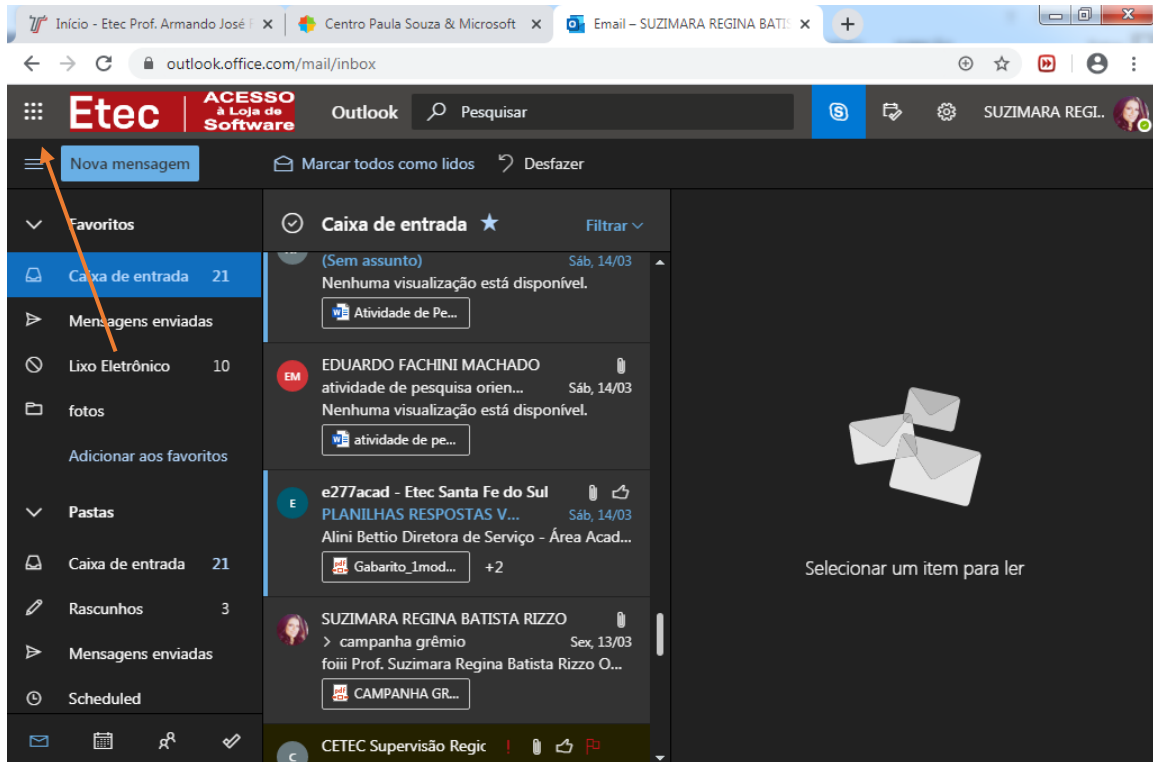 Início - Etec Prof. Armando José F
Centro Paula Souza & Microsoft
Email – SUZIMARA REGINA BATIS
outlook.office.com/mail/inbox
Etec
ACESSO
à Loja
de
Software
Outlook
Pesquisar
SUZIMARA REGI..
Nova mensagem
Marcar todos como lidos
Desfazer
Favoritos
Caixa de entrada 21
Mensagens enviadas
Lixo Eletrônico 10
fotos
Adicionar aos favoritos
Pastas
Caixa de entrada 21
Rascunhos 3
Mensagens enviadas
Scheduled
Caixa de entrada
Filtrar
(Sem assunto) Sáb, 14/03
Nenhuma visualização está disponível.
Atividade de Pe...
EM
EDUARDO FACHINI MACHADO
atividade de pesquisa orien... Sáb, 14/03
Nenhuma visualização está disponível.
atividade de pe...
E
e277acad - Etec Santa Fe do Sul
PLANILHAS RESPOSTAS V... Sáb, 14/03
Alini Bettio Diretora de Serviço - Área Acad...
Gabarito_1mod... +2
SUZIMARA REGINA BATISTA RIZZO
> campanha grêmio Sex, 13/03
foiii Prof. Suzimara Regina Batista Rizzo O...
CAMPANHA GR...
C
CETEC Supervisão Regic
Selecionar um item para ler